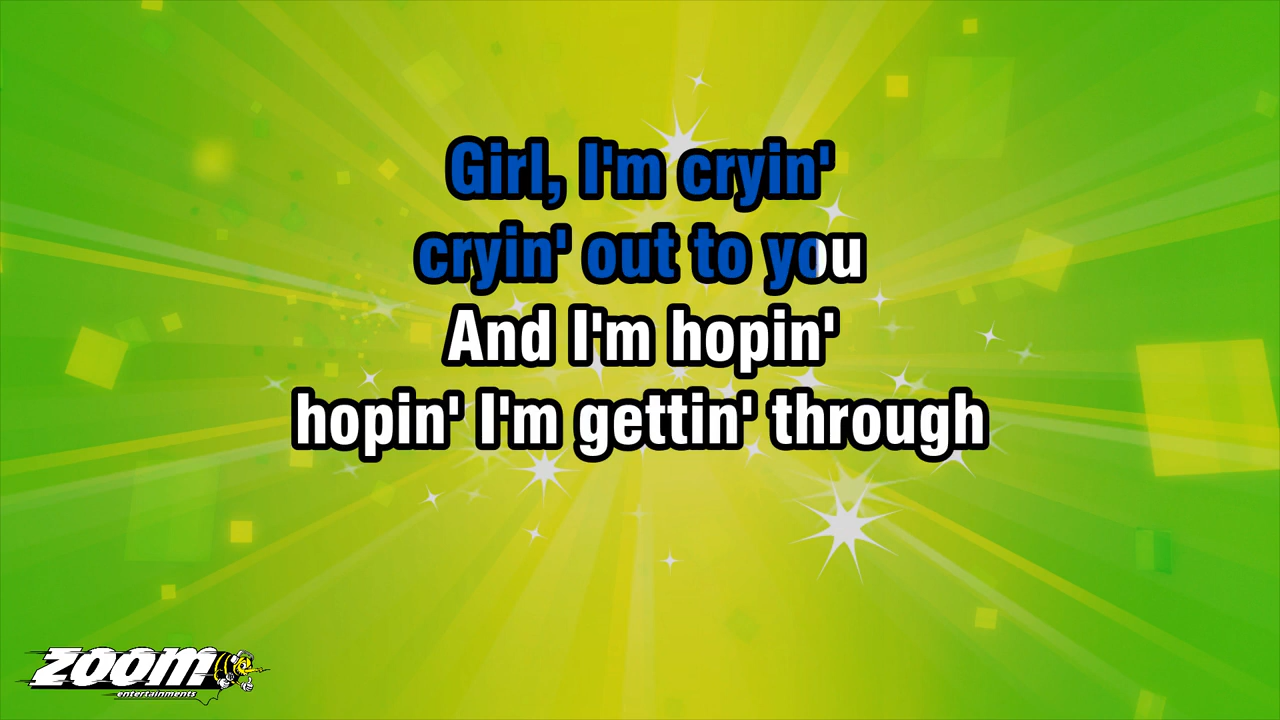 Girl, I'm cryin'
cryin' out to you
And I'm hopin'
hopin' I'm gettin' through
ZOOM
entertainments